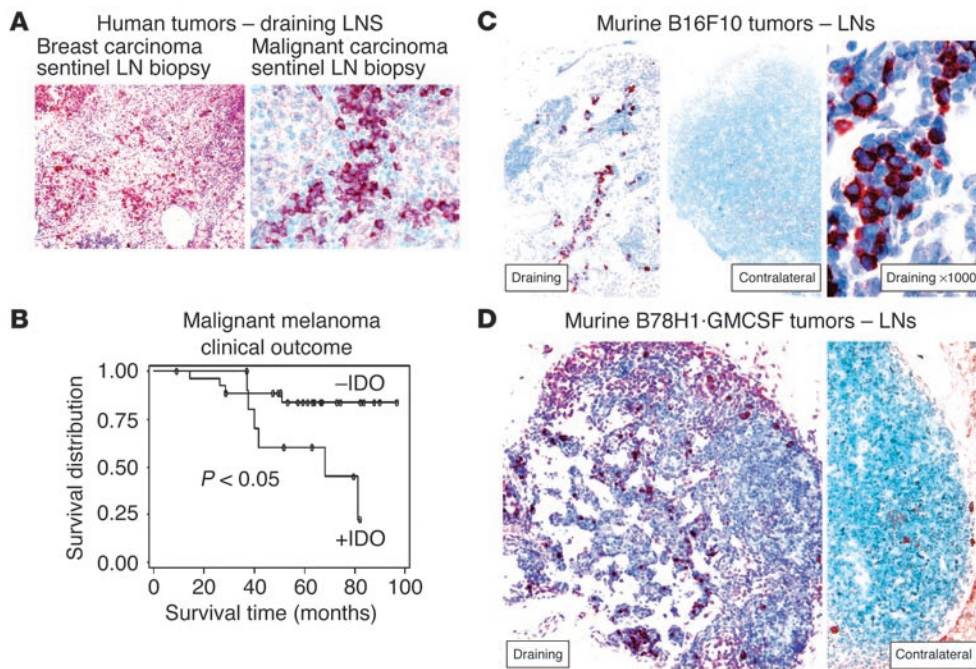 A
Human tumors – draining LNS
Breast carcinoma
sentinel LN biopsy
Malignant carcinoma
sentinel LN biopsy
B
Malignant melanoma
clinical outcome
Survival distribution
1.00
0.75
0.50
0.25
0.00
–IDO
P < 0.05
+IDO
0 20 40 60 80 100
Survival time (months)
C
Murine B16F10 tumors – LNs
Draining
Contralateral
Draining ×1000
D
Murine B78H1·GMCSF tumors – LNs
Draining
Contralateral